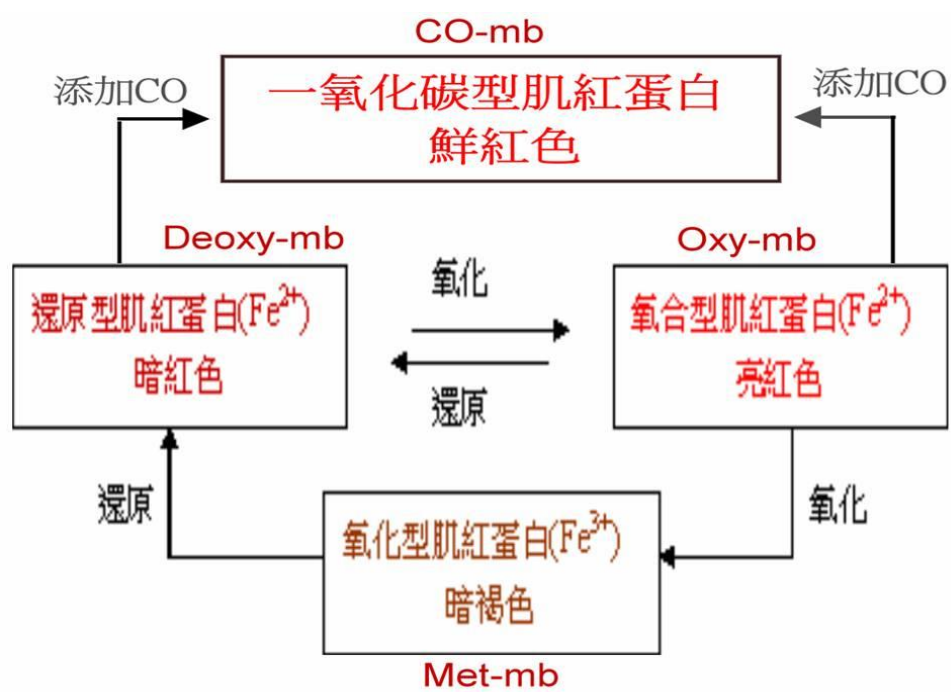 CO-mb
添加CO
一氧化碳型肌紅蛋白
鮮紅色
添加CO
Deoxy-mb
Oxy-mb
還原型肌紅蛋白(Fe²⁺)
暗紅色
氧化
還原
氧合型肌紅蛋白(Fe²⁺)
亮紅色
還原
氧化型肌紅蛋白(Fe³⁺)
暗褐色
氧化
Met-mb